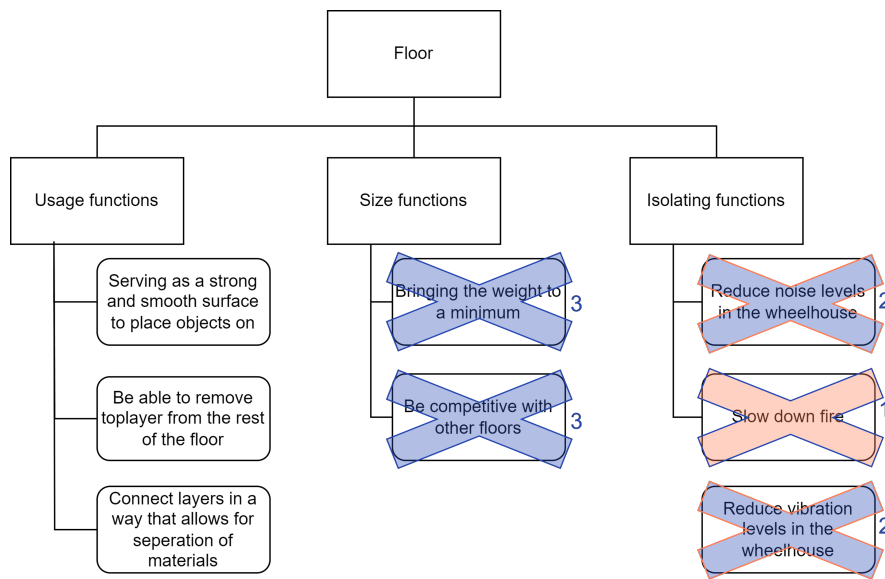 Floor
Usage functions
Size functions
Isolating functions
Serving as a strong
and smooth surface
to place objects on
Be able to remove
toplayer from the rest
of the floor
Connect layers in a
way that allows for
seperation of
materials
Bringing the weight to
a minimum
3
Be competitive with
other floors
3
Reduce noise levels
in the wheelhouse
2
Slow down fire
1
Reduce vibration
levels in the
wheelhouse
2